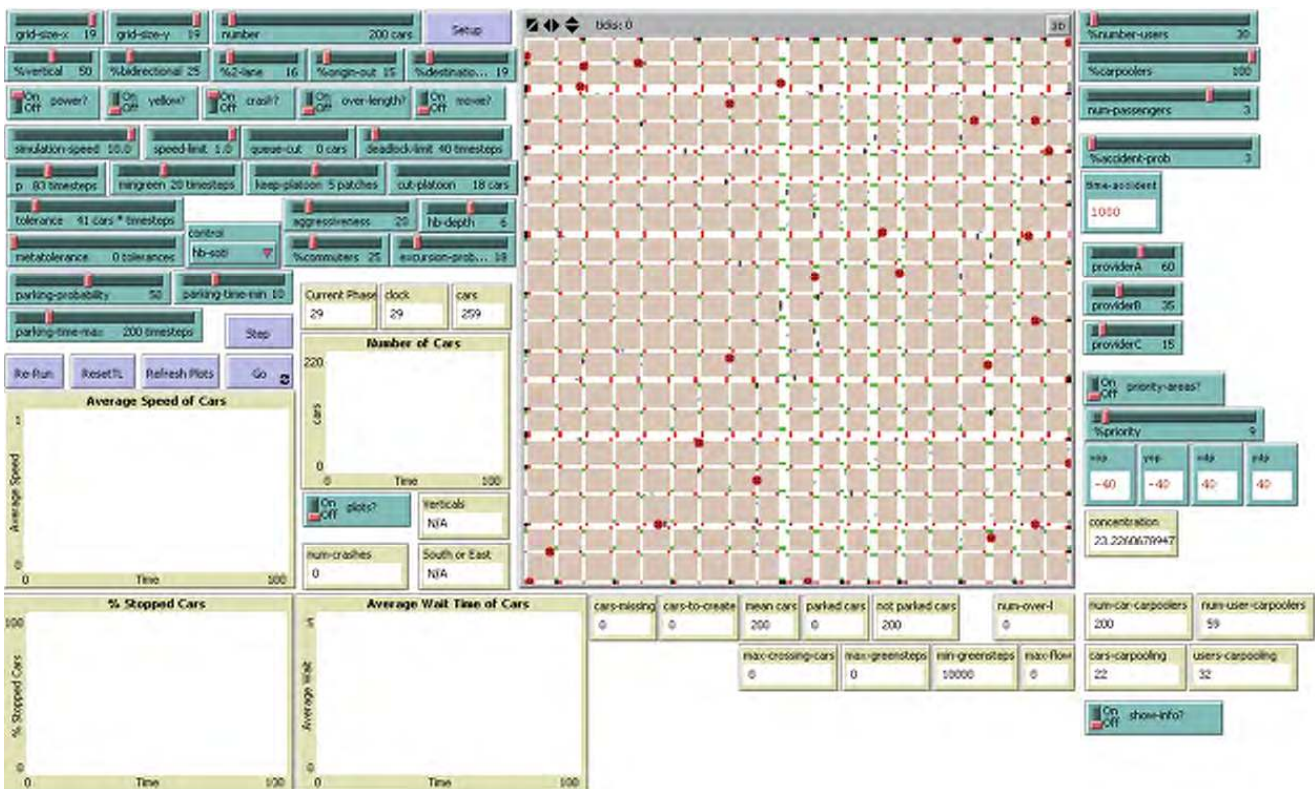 grid-size-x 19
grid-size-y 19
number 200 cars
Setup
ticks: 0
3D
%number-users 30
%vertical 50
%bidirectional 25
%2-lane 16
%origin-out 15
%destinatio... 19
%carpoolers 100
On
Off
power?
On
Off
yellow?
On
Off
crash?
On
Off
over-length?
On
Off
move?
num-passengers 3
simulation-speed 10.0
speed-limit 1.0
queue-cut 0 cars
deadlock-limit 40 timesteps
%accident-prob 3
p 83 timesteps
mingreen 20 timesteps
keep-platoon 5 patches
cut-platoon 18 cars
time-accident
1000
tolerance 41 cars * timesteps
control
hb-sotl
aggressiveness 20
hb-depth 6
metatolerance 0 tolerances
%commuters 25
excursion-prob...
providerA 60
parking-probability 50
parking-time-min 10
Current Phase
29
clock
29
cars
259
providerB 35
parking-time-max 200 timesteps
Step
providerC 15
Re-Run
ResetTL
Refresh Plots
Go
Number of Cars
220
cars
0
Time
100
On
Off
priority-areas?
%priority 9
Average Speed of Cars
1
Average Speed
0
0
Time
100
-40
-40
40
40
On
Off
plots?
Verticals
N/A
num-crashes
0
South or East
N/A
concentration
23.2260678947
% Stopped Cars
100
% Stopped Cars
0
0
Time
100
Average Wait Time of Cars
Average Wait
0
0
Time
100
cars-missing
0
cars-to-create
0
mean cars
200
parked cars
0
not parked cars
200
num-over-l
0
num-car-carpoolers
200
num-user-carpoolers
59
max-crossing-cars
0
max-greensteps
0
min-greensteps
10000
max-flow
0
cars-carpooling
22
users-carpooling
32
On
Off
show-info?